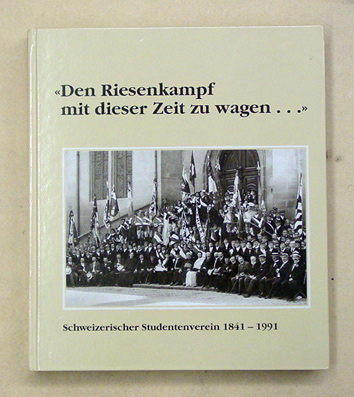 «Den Riesenkampf
mit dieser Zeit zu wagen . . .»
Schweizerischer Studentenverein 1841 – 1991